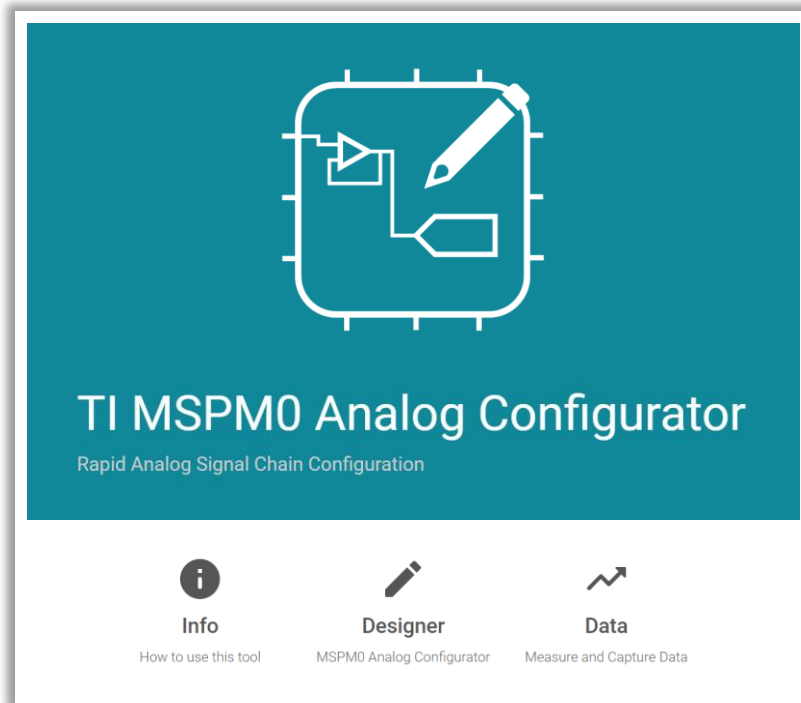 TI MSPM0 Analog Configurator
Rapid Analog Signal Chain Configuration
Info
Designer
Data
How to use this tool
MSPM0 Analog Configurator
Measure and Capture Data